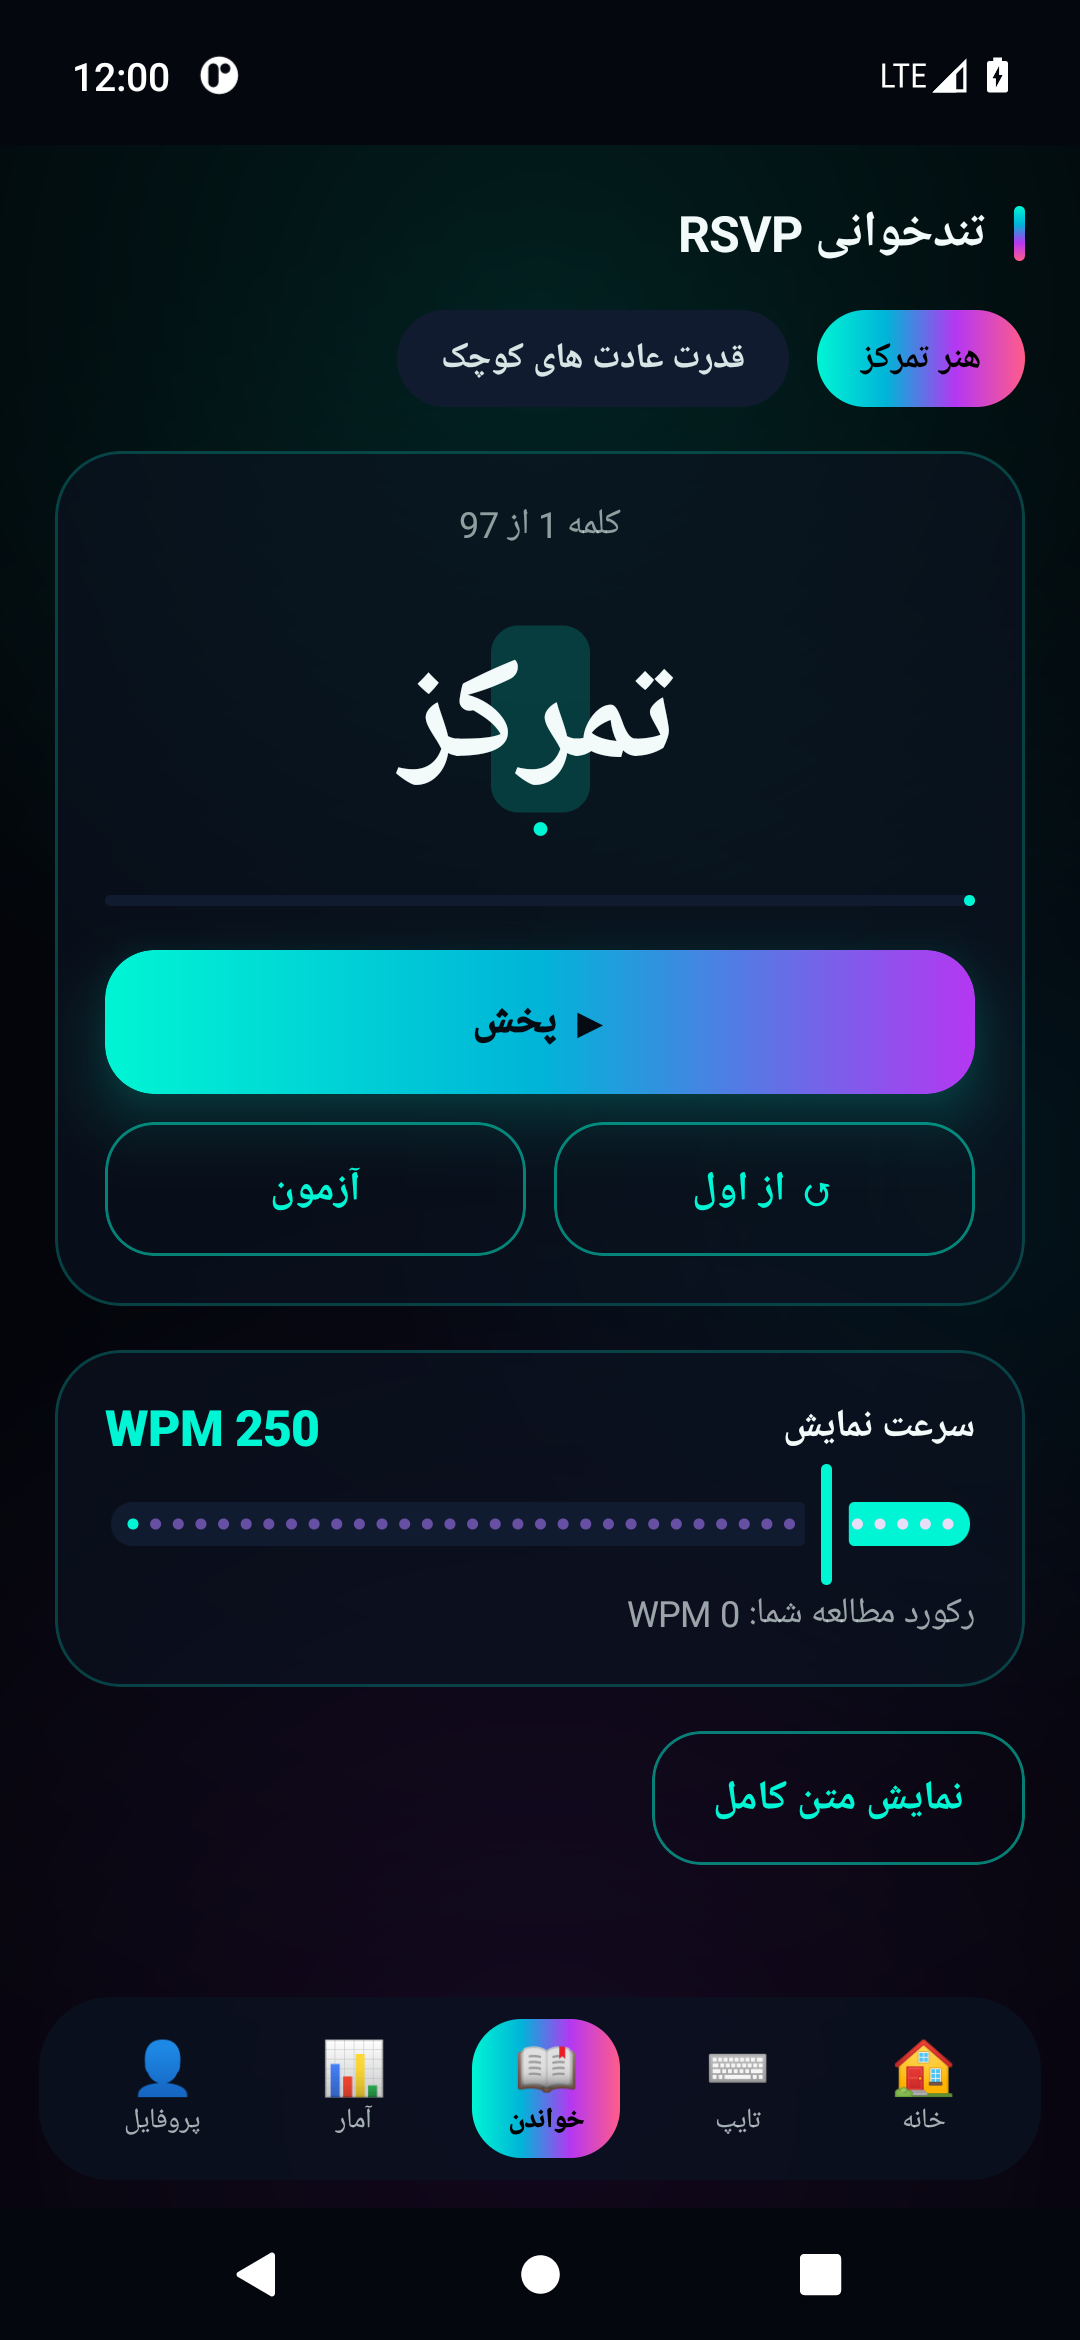 12:00
LTE
تندخوانی RSVP
هنر تمرکز
قدرت عادت های کوچک
کلمه 1 از 97
تمرکز
▶ پخش
↺ از اول
آزمون
سرعت نمایش
250 WPM
رکورد مطالعه شما: 0 WPM
نمایش متن کامل
خانه
تایپ
خواندن
آمار
پروفایل